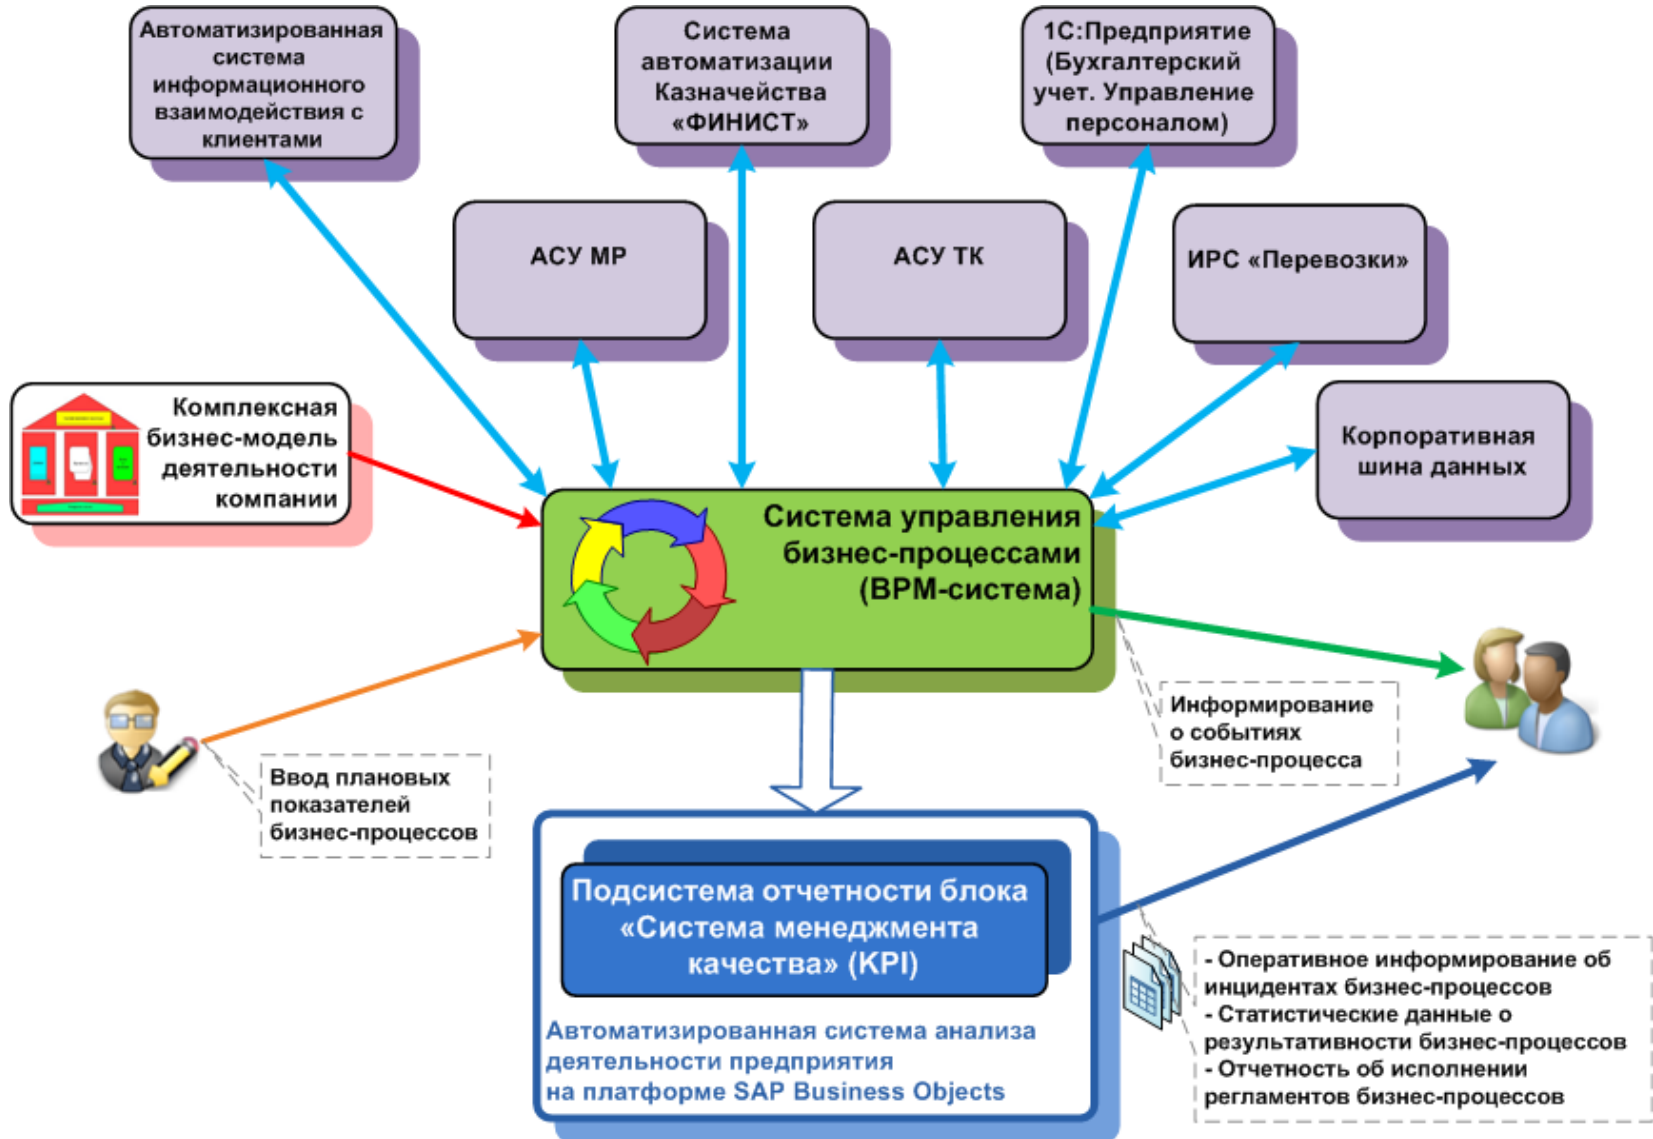 Автоматизированная
система
информационного
взаимодействия с
клиентами
Система
автоматизации
Казначейства
«ФИНИСТ»
1С:Предприятие
(Бухгалтерский
учет. Управление
персоналом)
АСУ МР
АСУ ТК
ИРС «Перевозки»
Комплексная
бизнес-модель
деятельности
компании
Корпоративная
шина данных
Система управления
бизнес-процессами
(BPM-система)
Ввод плановых
показателей
бизнес-процессов
Информирование
о событиях
бизнес-процесса
Подсистема отчетности блока
«Система менеджмента
качества» (KPI)
Автоматизированная система анализа
деятельности предприятия
на платформе SAP Business Objects
- Оперативное информирование об
инцидентах бизнес-процессов
- Статистические данные о
результативности бизнес-процессов
- Отчетность об исполнении
регламентов бизнес-процессов